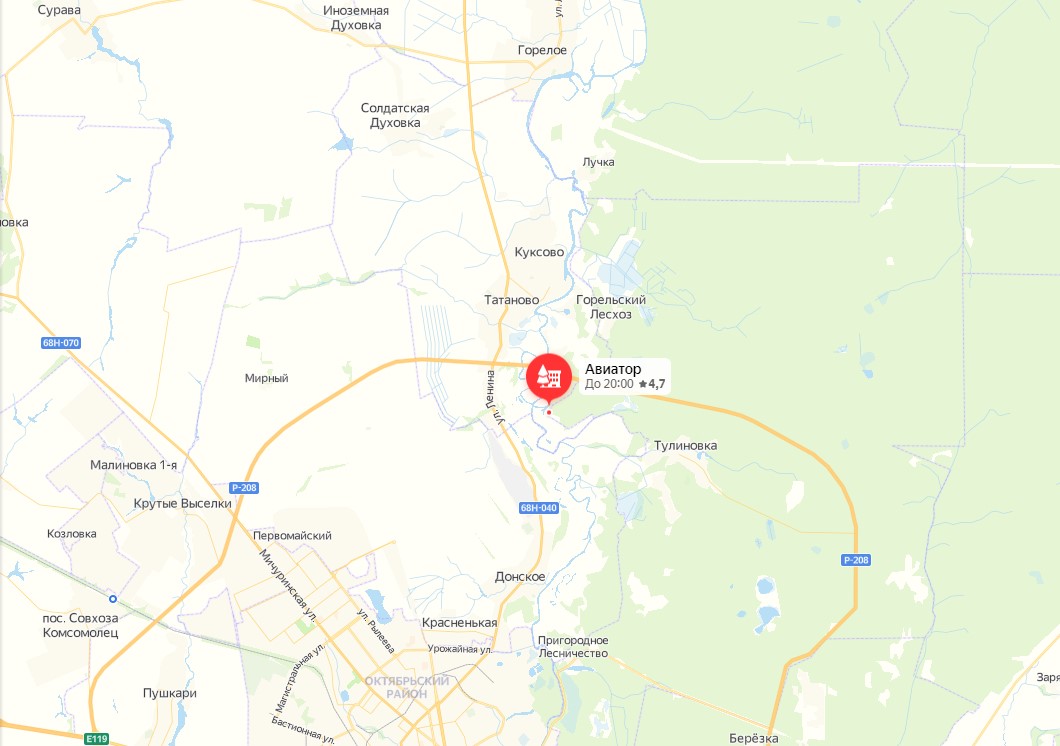 Сурава
Иноземная
Духовка
Горелое
Солдатская
Духовка
Лучка
Куксово
Татаново
Горельский
Лесхоз
68Н-070
Мирный
Авиатор
До 20:00 ★4,7
ул. Ленина
Тулиновка
Малиновка 1-я
Р-208
Крутые Выселки
68Н-040
Козловка
Первомайский
Р-208
Мичуринская ул.
Донское
ул. Рылеева
пос. Совхоза
Комсомолец
Красненькая
Урожайная ул.
Пригородное
Лесничество
Магистральная ул.
ОКТЯБРЬСКИЙ
РАЙОН
Пушкари
Бастионная ул.
Е119
Берёзка